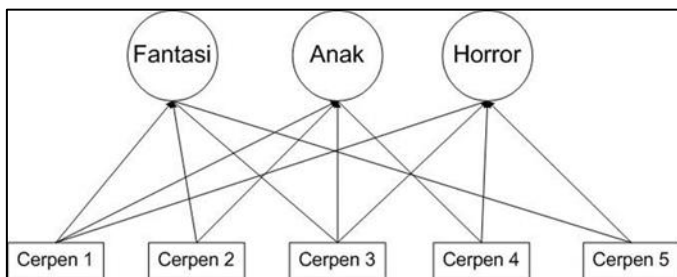 Fantasi
Anak
Horror
Cerpen 1
Cerpen 2
Cerpen 3
Cerpen 4
Cerpen 5